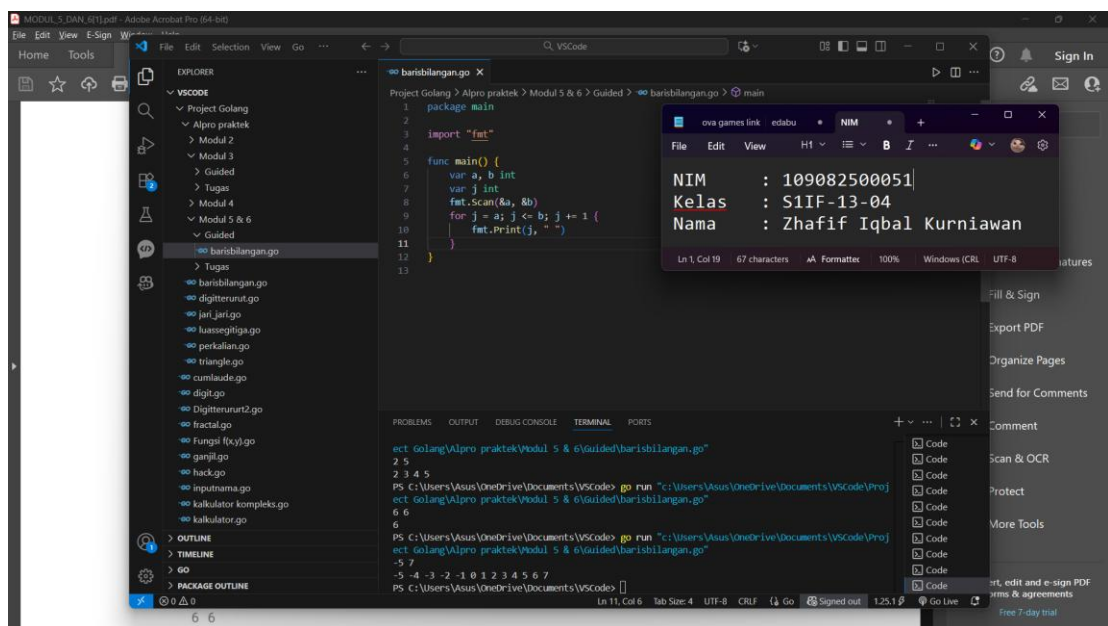 MODUL_5_DAN_6[1].pdf - Adobe Acrobat Pro (64-bit)
File Edit View E-Sign
Home Tools
Sign In
File Edit Selection View Go ... VSCode
EXPLORER ...
VSCODE
Project Golang
Alpro praktek
Modul 2
Modul 3
Guided
Tugas
Modul 4
Modul 5 & 6
Guided
barisbilangan.go
Tugas
barisbilangan.go
digitterurut.go
jari_jari.go
luassegitiga.go
perkalian.go
triangle.go
cumlaude.go
digit.go
Digitterururt2.go
fractal.go
Fungsi f(x,y).go
ganjil.go
hack.go
inputnama.go
kalkulator kompleks.go
kalkulator.go
OUTLINE
TIMELINE
GO
PACKAGE OUTLINE
barisbilangan.go X
Project Golang > Alpro praktek > Modul 5 & 6 > Guided > barisbilangan.go > main
1 package main
2
3 import "fmt"
4
5 func main() {
6 var a, b int
7 var j int
8 fmt.Scan(&a, &b)
9 for j = a; j <= b; j += 1 {
10 fmt.Print(j, " ")
11 }
12 }
13
ova games link edabu NIM
File Edit View H1 B I ...
NIM : 109082500051
Kelas : S1IF-13-04
Nama : Zhafif Iqbal Kurniawan
Ln 1, Col 19 67 characters Formattec 100% Windows (CRL UTF-8
PROBLEMS OUTPUT DEBUG CONSOLE TERMINAL PORTS
ect Golang\Alpro praktek\Modul 5 & 6\Guided\barisbilangan.go"
2 5
2 3 4 5
PS C:\Users\Asus\OneDrive\Documents\VSCode> go run "c:\Users\Asus\OneDrive\Documents\VSCode\Proj
ect Golang\Alpro praktek\Modul 5 & 6\Guided\barisbilangan.go"
6 6
6
PS C:\Users\Asus\OneDrive\Documents\VSCode> go run "c:\Users\Asus\OneDrive\Documents\VSCode\Proj
ect Golang\Alpro praktek\Modul 5 & 6\Guided\barisbilangan.go"
-5 7
-5 -4 -3 -2 -1 0 1 2 3 4 5 6 7
PS C:\Users\Asus\OneDrive\Documents\VSCode>
Code
Code
Code
Code
Code
Code
Code
Code
Code
Code
0 0 Ln 11, Col 6 Tab Size: 4 UTF-8 CRLF Go Signed out 1.25.1 Go Live
atures
Fill & Sign
Export PDF
Organize Pages
Send for Comments
Comment
Scan & OCR
Protect
More Tools
ert, edit and e-sign PDF
orms & agreements
Free 7-day trial
6 6